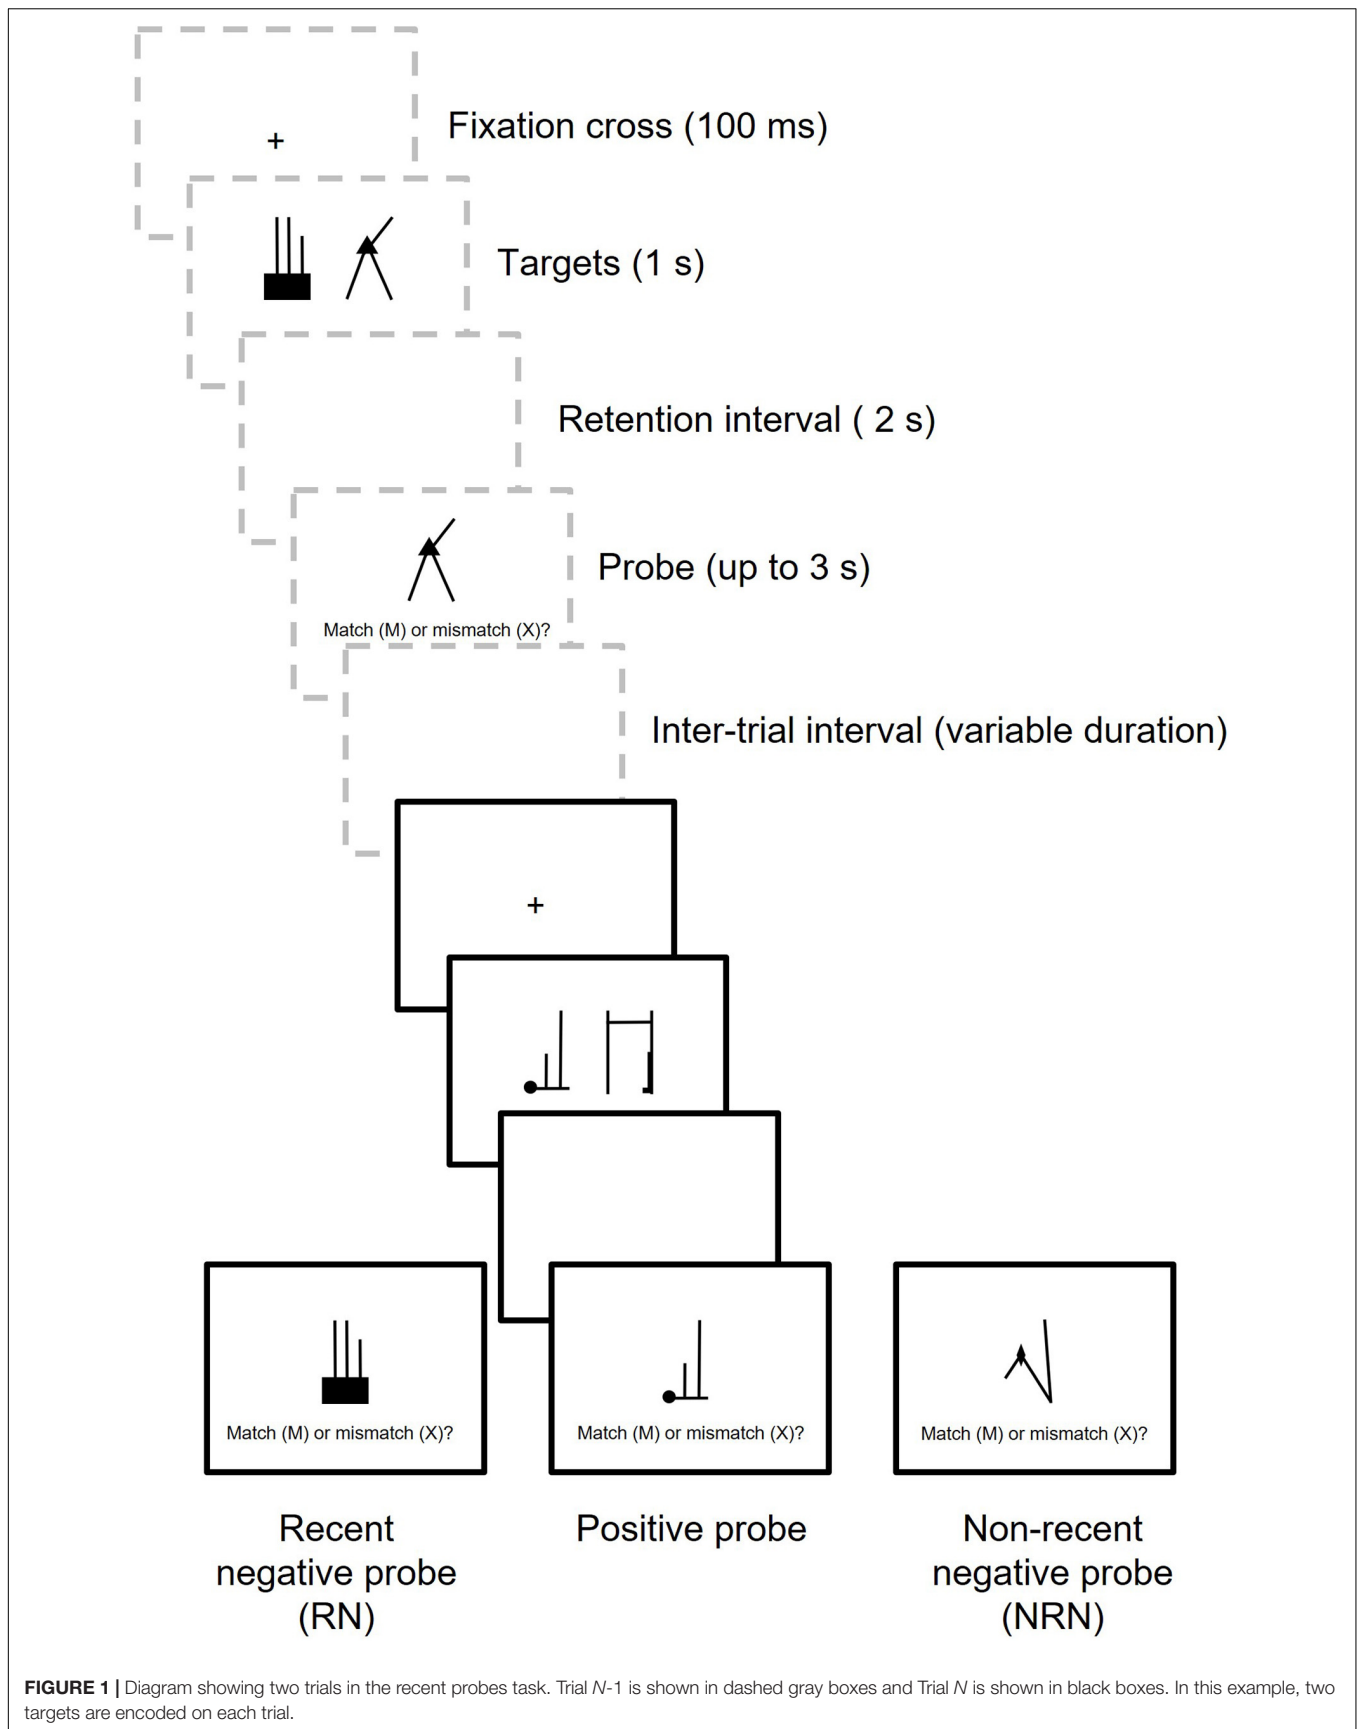 +
Fixation cross (100 ms)
Targets (1 s)
Retention interval ( 2 s)
Probe (up to 3 s)
Match (M) or mismatch (X)?
Inter-trial interval (variable duration)
+
Match (M) or mismatch (X)?
Match (M) or mismatch (X)?
Match (M) or mismatch (X)?
Recent
negative probe
(RN)
Positive probe
Non-recent
negative probe
(NRN)
FIGURE 1 | Diagram showing two trials in the recent probes task. Trial N-1 is shown in dashed gray boxes and Trial N is shown in black boxes. In this example, two
targets are encoded on each trial.